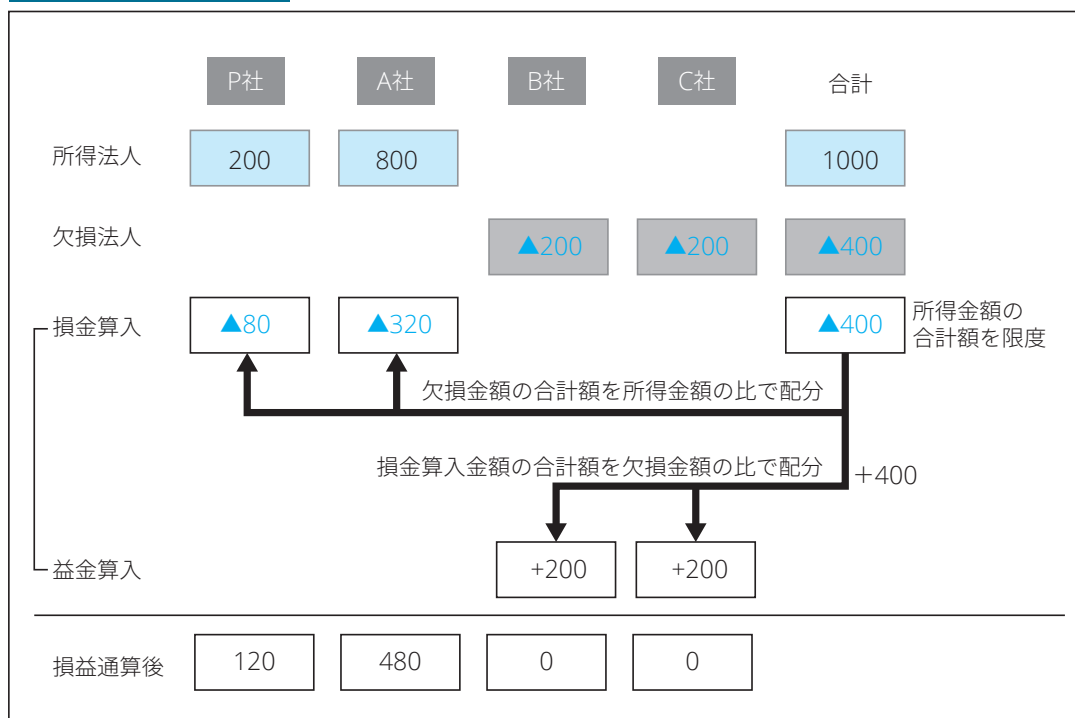 P社 A社 B社 C社 合計
所得法人 200 800 1000
欠損法人 ▲200 ▲200 ▲400
損金算入 ▲80 ▲320 ▲400 所得金額の
合計額を限度
欠損金額の合計額を所得金額の比で配分
損金算入金額の合計額を欠損金額の比で配分 +400
益金算入 +200 +200
損益通算後 120 480 0 0